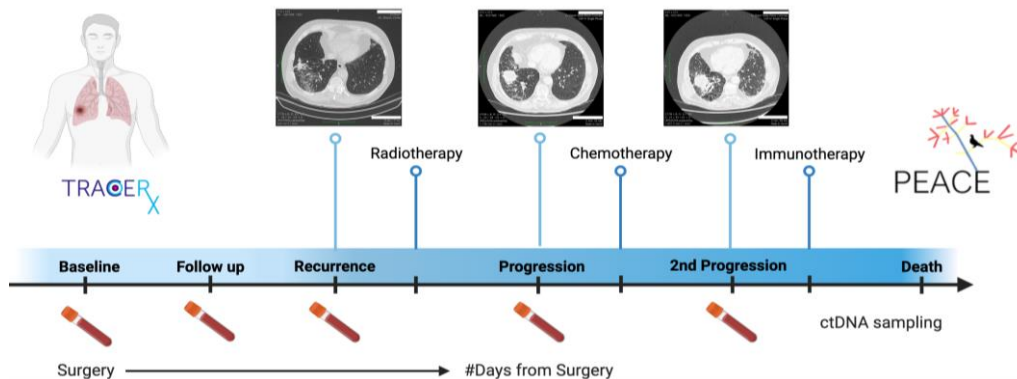 Radiotherapy
Chemotherapy
Immunotherapy
TRACERX
PEACE
Baseline
Follow up
Recurrence
Progression
2nd Progression
Death
ctDNA sampling
Surgery
#Days from Surgery